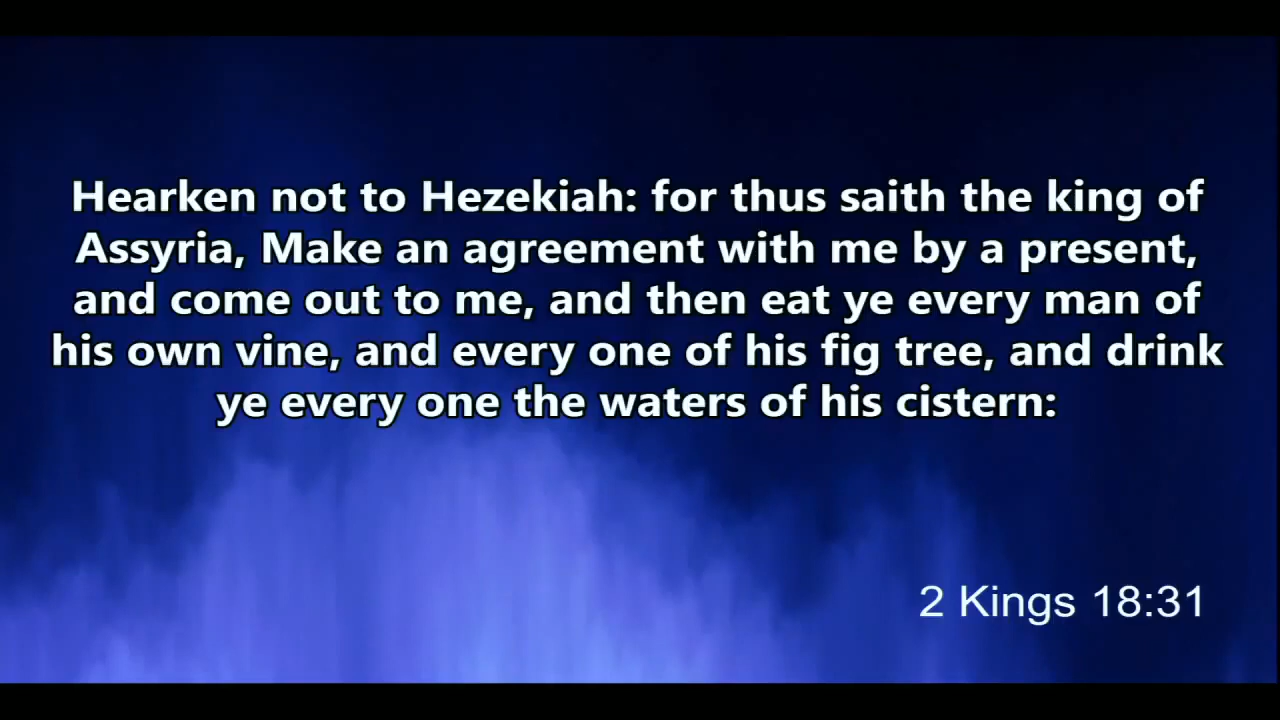 Hearken not to Hezekiah: for thus saith the king of
Assyria, Make an agreement with me by a present,
and come out to me, and then eat ye every man of
his own vine, and every one of his fig tree, and drink
ye every one the waters of his cistern:
2 Kings 18:31